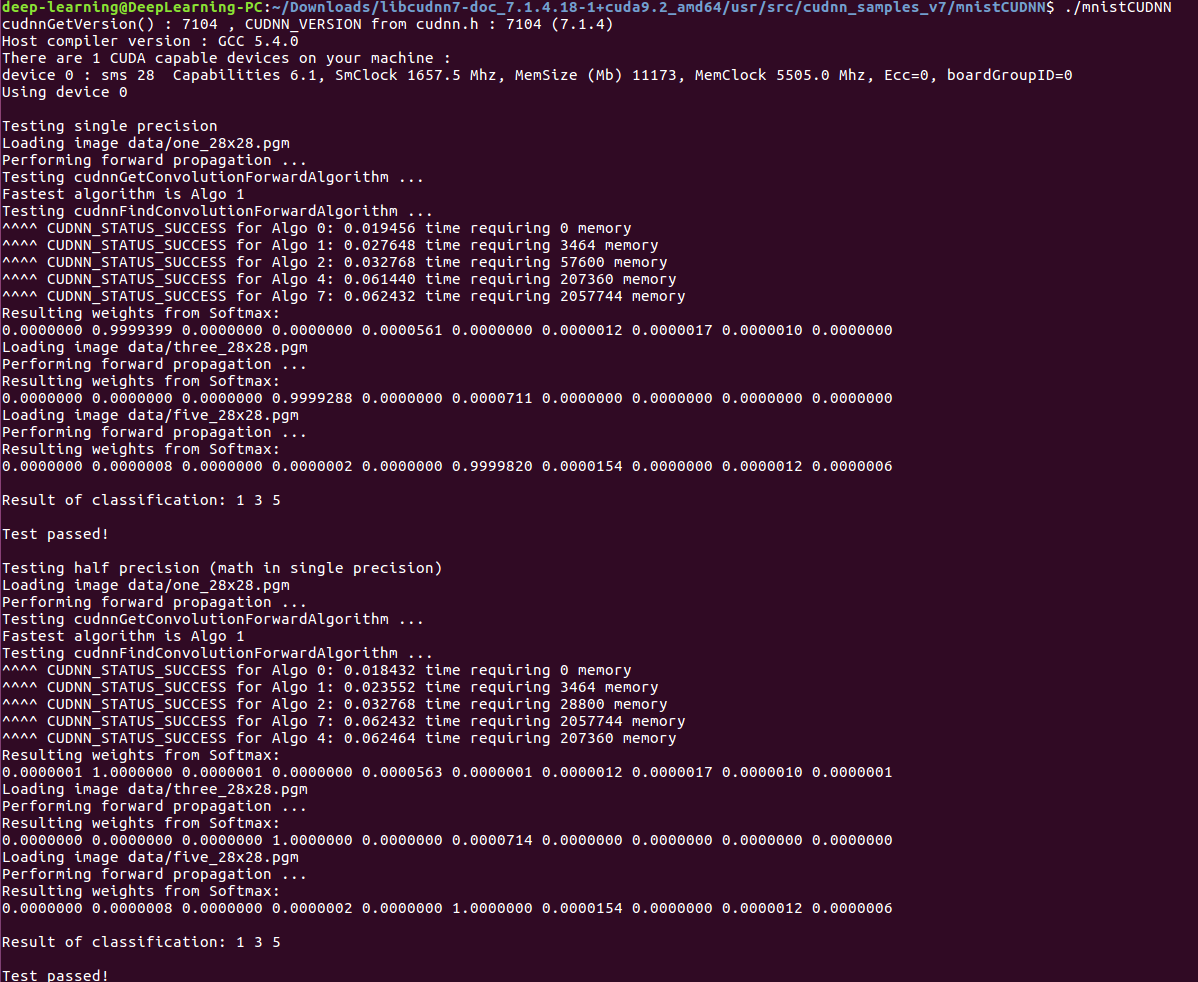 deep-learning@DeepLearning-PC:~/Downloads/libcudnn7-doc_7.1.4.18-1+cuda9.2_amd64/usr/src/cudnn_samples_v7/mnistCUDNN$ ./mnistCUDNN
cudnnGetVersion() : 7104 , CUDNN_VERSION from cudnn.h : 7104 (7.1.4)
Host compiler version : GCC 5.4.0
There are 1 CUDA capable devices on your machine :
device 0 : sms 28  Capabilities 6.1, SmClock 1657.5 Mhz, MemSize (Mb) 11173, MemClock 5505.0 Mhz, Ecc=0, boardGroupID=0
Using device 0

Testing single precision
Loading image data/one_28x28.pgm
Performing forward propagation ...
Testing cudnnGetConvolutionForwardAlgorithm ...
Fastest algorithm is Algo 1
Testing cudnnFindConvolutionForwardAlgorithm ...
^^^^ CUDNN_STATUS_SUCCESS for Algo 0: 0.019456 time requiring 0 memory
^^^^ CUDNN_STATUS_SUCCESS for Algo 1: 0.027648 time requiring 3464 memory
^^^^ CUDNN_STATUS_SUCCESS for Algo 2: 0.032768 time requiring 57600 memory
^^^^ CUDNN_STATUS_SUCCESS for Algo 4: 0.061440 time requiring 207360 memory
^^^^ CUDNN_STATUS_SUCCESS for Algo 7: 0.062432 time requiring 2057744 memory
Resulting weights from Softmax:
0.0000000 0.9999399 0.0000000 0.0000000 0.0000561 0.0000000 0.0000012 0.0000017 0.0000010 0.0000000
Loading image data/three_28x28.pgm
Performing forward propagation ...
Resulting weights from Softmax:
0.0000000 0.0000000 0.0000000 0.9999288 0.0000000 0.0000711 0.0000000 0.0000000 0.0000000 0.0000000
Loading image data/five_28x28.pgm
Performing forward propagation ...
Resulting weights from Softmax:
0.0000000 0.0000008 0.0000000 0.0000002 0.0000000 0.9999820 0.0000154 0.0000000 0.0000012 0.0000006

Result of classification: 1 3 5

Test passed!

Testing half precision (math in single precision)
Loading image data/one_28x28.pgm
Performing forward propagation ...
Testing cudnnGetConvolutionForwardAlgorithm ...
Fastest algorithm is Algo 1
Testing cudnnFindConvolutionForwardAlgorithm ...
^^^^ CUDNN_STATUS_SUCCESS for Algo 0: 0.018432 time requiring 0 memory
^^^^ CUDNN_STATUS_SUCCESS for Algo 1: 0.023552 time requiring 3464 memory
^^^^ CUDNN_STATUS_SUCCESS for Algo 2: 0.032768 time requiring 28800 memory
^^^^ CUDNN_STATUS_SUCCESS for Algo 7: 0.062432 time requiring 2057744 memory
^^^^ CUDNN_STATUS_SUCCESS for Algo 4: 0.062464 time requiring 207360 memory
Resulting weights from Softmax:
0.0000001 1.0000000 0.0000001 0.0000000 0.0000563 0.0000001 0.0000012 0.0000017 0.0000010 0.0000001
Loading image data/three_28x28.pgm
Performing forward propagation ...
Resulting weights from Softmax:
0.0000000 0.0000000 0.0000000 1.0000000 0.0000000 0.0000714 0.0000000 0.0000000 0.0000000 0.0000000
Loading image data/five_28x28.pgm
Performing forward propagation ...
Resulting weights from Softmax:
0.0000000 0.0000008 0.0000000 0.0000002 0.0000000 1.0000000 0.0000154 0.0000000 0.0000012 0.0000006

Result of classification: 1 3 5

Test passed!